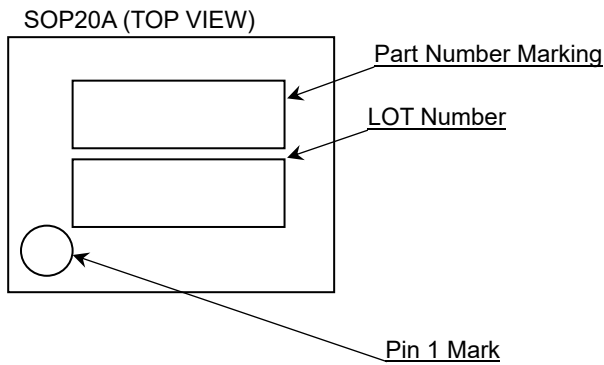 SOP20A (TOP VIEW)
Part Number Marking
LOT Number
Pin 1 Mark